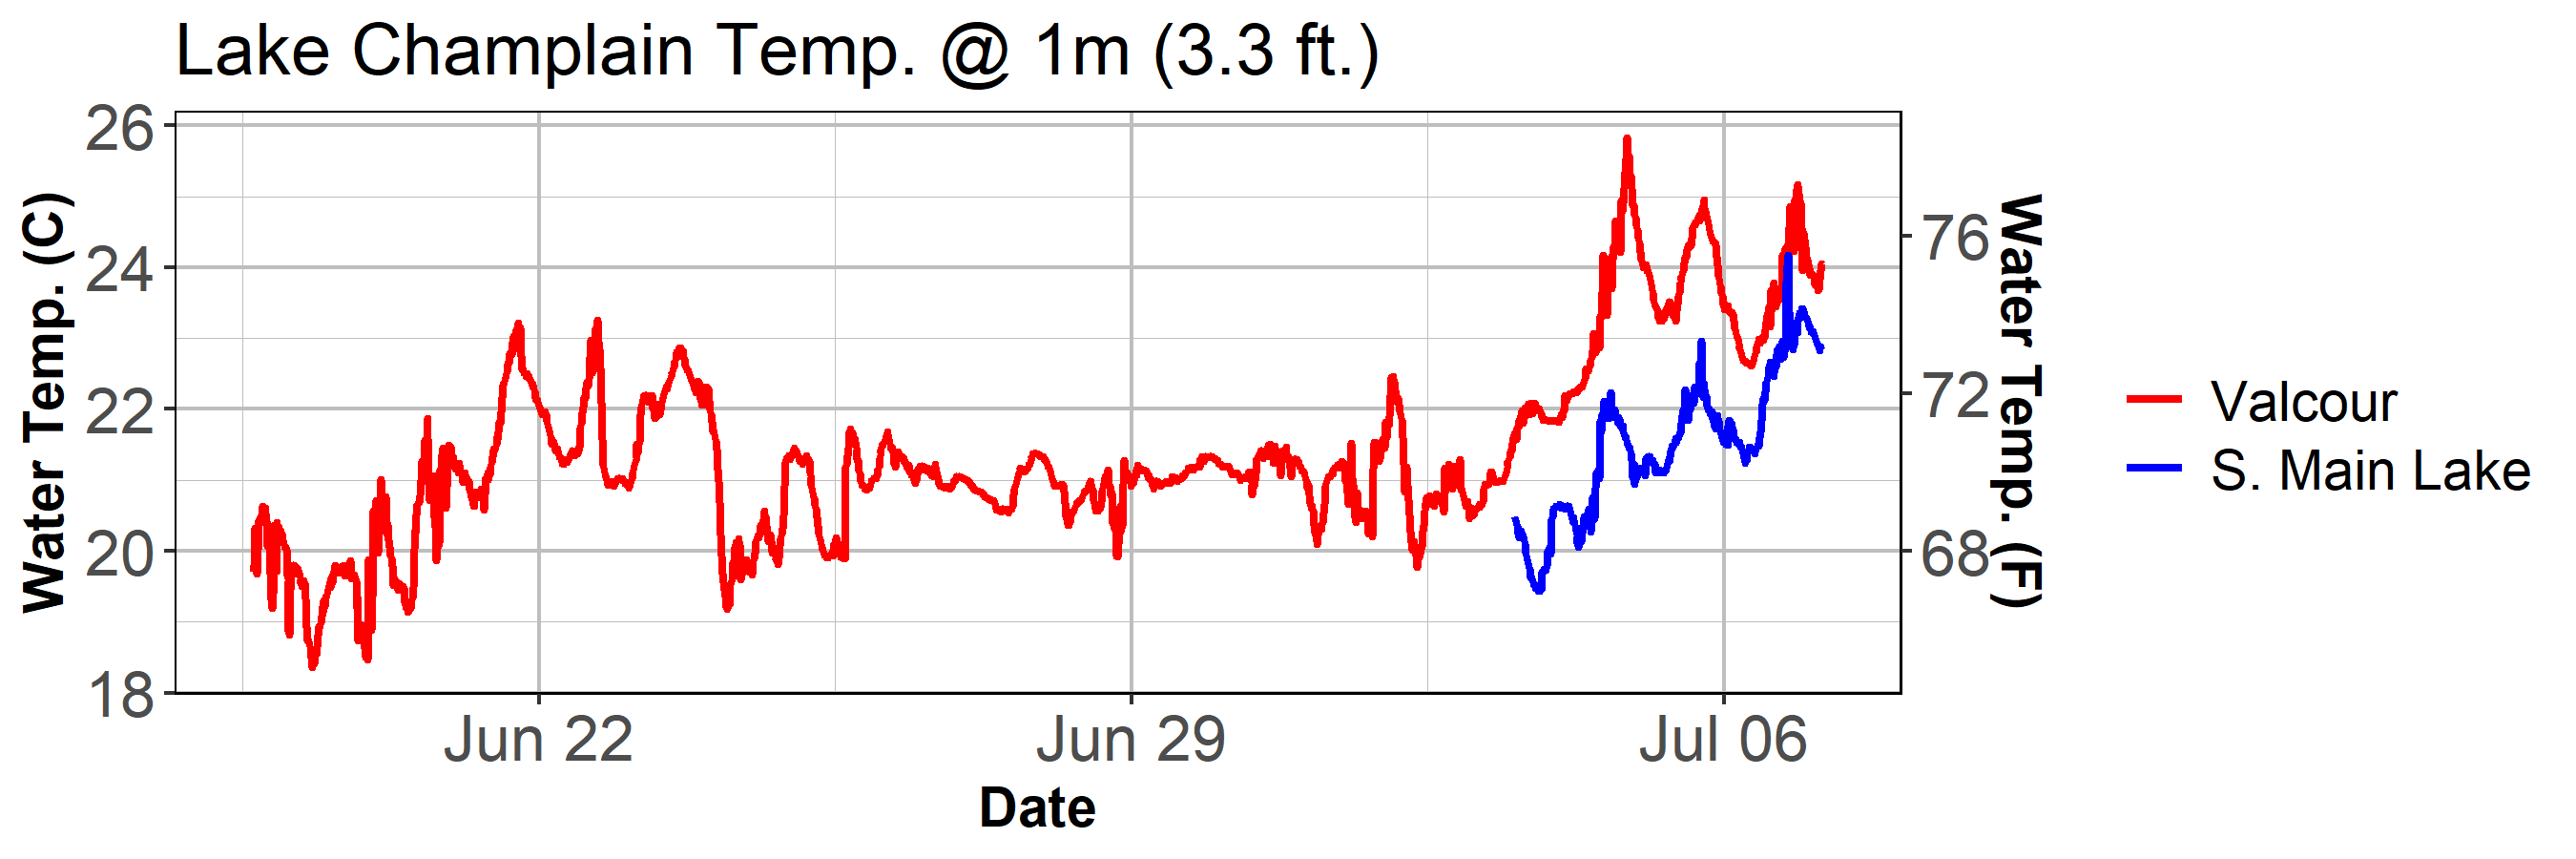 Lake Champlain Temp. @ 1m (3.3 ft.)
26
24
22
20
18
Water Temp. (C)
76
72
68
Water Temp. (F)
Jun 22
Jun 29
Jul 06
Date
Valcour
S. Main Lake